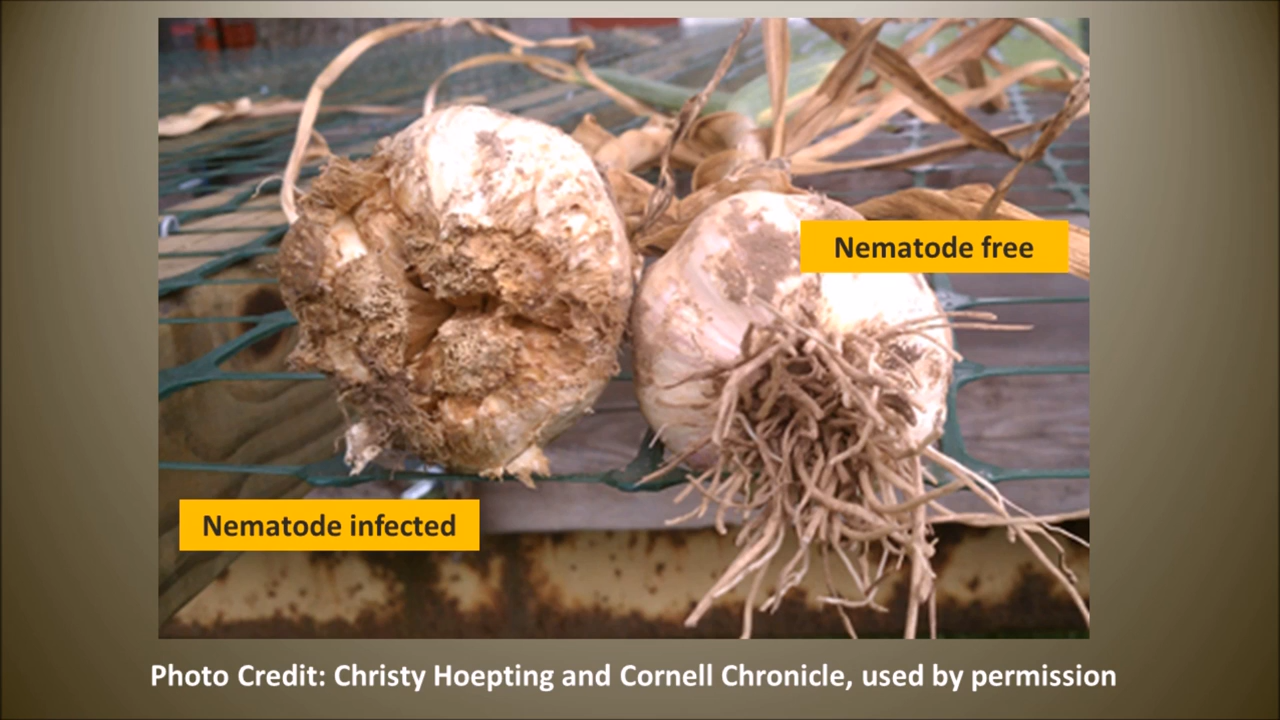 Nematode free
Nematode infected
Photo Credit: Christy Hoepting and Cornell Chronicle, used by permission